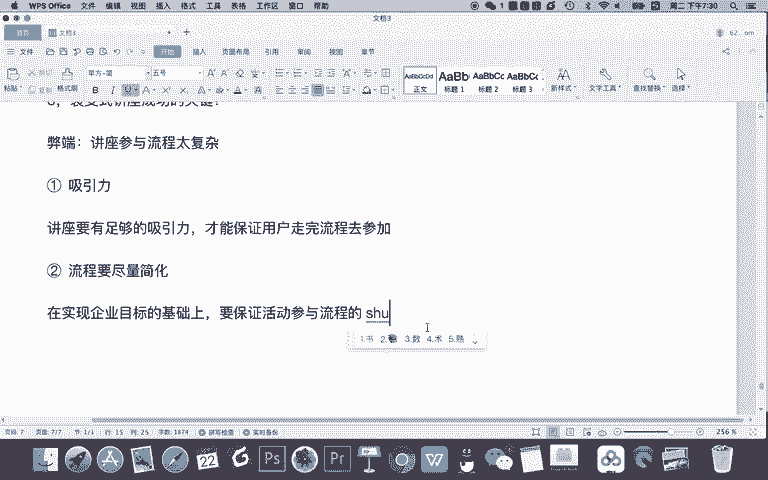 WPS Office 文件 编辑 视图 插入 格式 工具 表格 工作区 窗口 帮助
周二下午7:30
文档3
首页 文档3
文件 开始 插入 页面布局 引用 审阅 视图 章节
粘贴 剪切 复制 格式刷
五号
AaBbCcDd AaBb AaBbCc AaBbCc
正文 标题 1 标题 2 标题 3 新样式 文字工具 查找替换 选择
弊端：讲座参与流程太复杂
① 吸引力
讲座要有足够的吸引力，才能保证用户走完流程去参加
② 流程要尽量简化
在实现企业目标的基础上，要保证活动参与流程的 shu
1.书 2. 3.数 4.术 5.熟
页码: 7 页面: 7/7 节: 1/1 行: 15 列: 25 字数: 1874 拼写检查 实时备份
256 %
22 Ps Pr